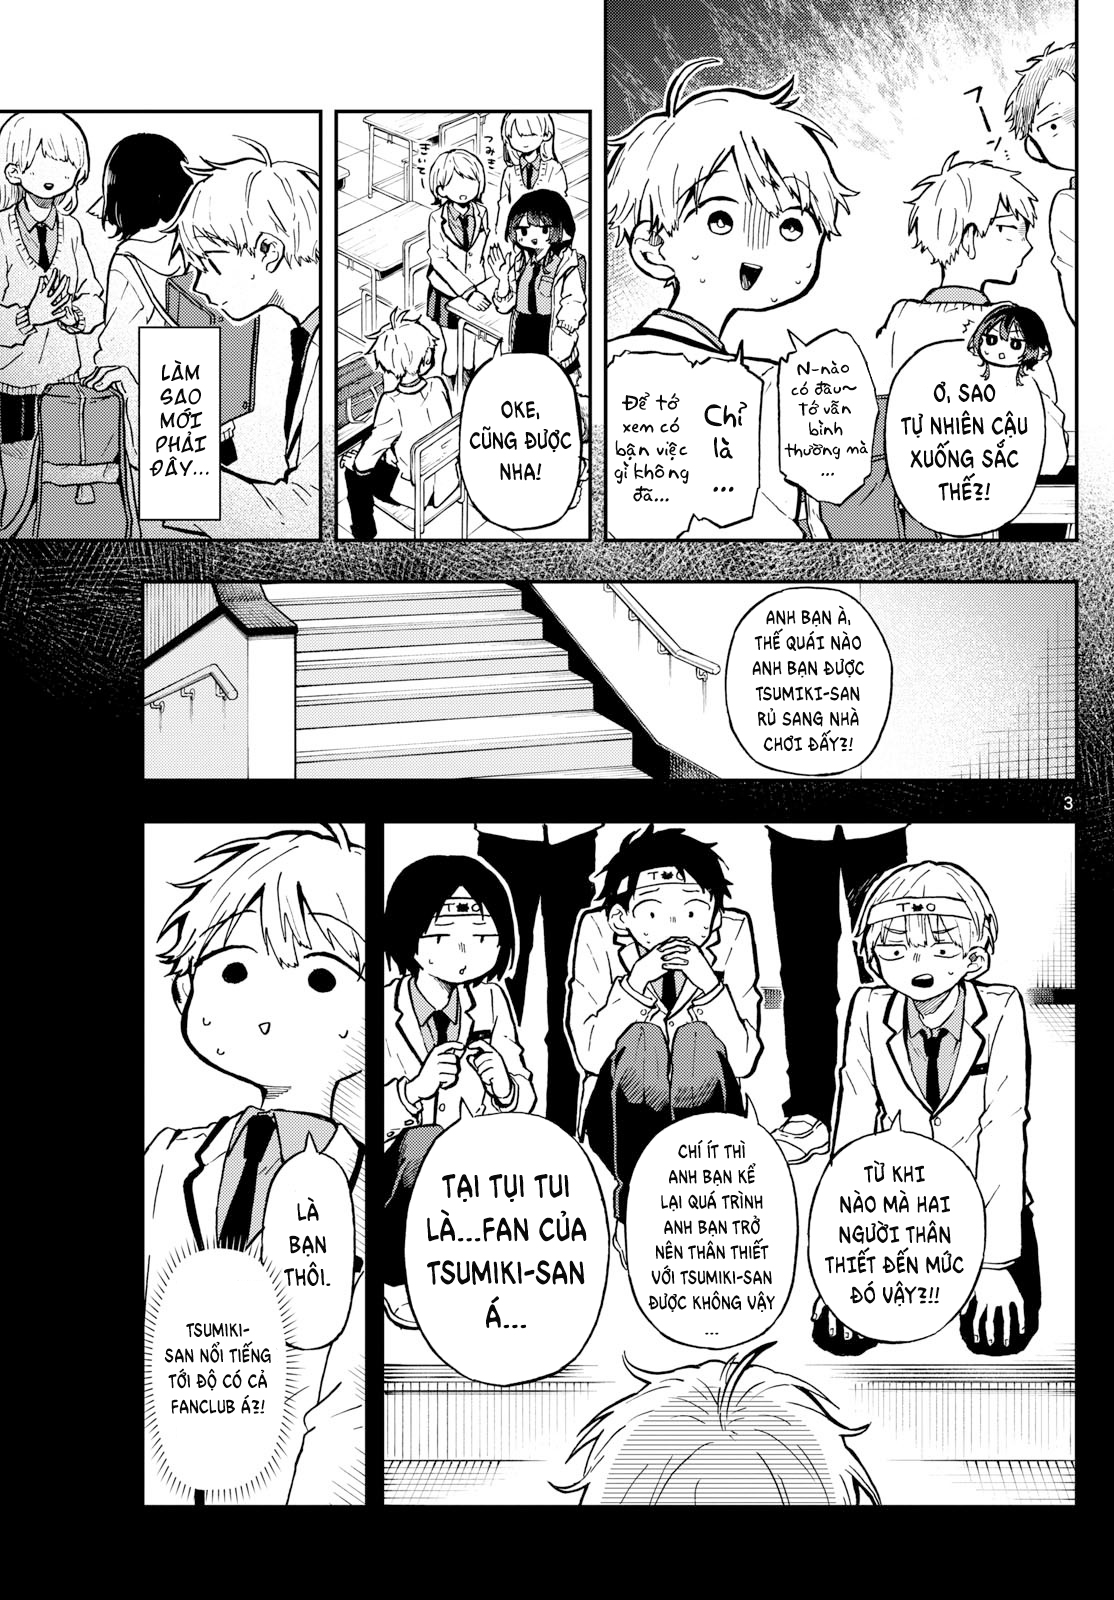 Ơ, SAO
TỰ NHIÊN CẬU
XUỐNG SẮC
THẾ?!
N-nào
có đâu~
tớ vẫn
bình
thường mà
...
Chỉ
là
...
Để tớ
xem có
bận việc
gì không
đã...
OKE,
CŨNG ĐƯỢC
NHA!
LÀM
SAO
MỚI
PHẢI
ĐÂY...
ANH BẠN À,
THẾ QUÁI NÀO
ANH BẠN ĐƯỢC
TSUMIKI-SAN
RỦ SANG NHÀ
CHƠI ĐẤY?!
3
TỪ KHI
NÀO MÀ HAI
NGƯỜI THÂN
THIẾT ĐẾN MỨC
ĐÓ VẬY?!!
CHÍ ÍT THÌ
ANH BẠN KỂ
LẠI QUÁ TRÌNH
ANH BẠN TRỞ
NÊN THÂN THIẾT
VỚI TSUMIKI-SAN
ĐƯỢC KHÔNG VẬY
...
TẠI TỤI TUI
LÀ...FAN CỦA
TSUMIKI-SAN
Á...
LÀ
BẠN
THÔI.
TSUMIKI-
SAN NỔI TIẾNG
TỚI ĐỘ CÓ CẢ
FANCLUB Á?!